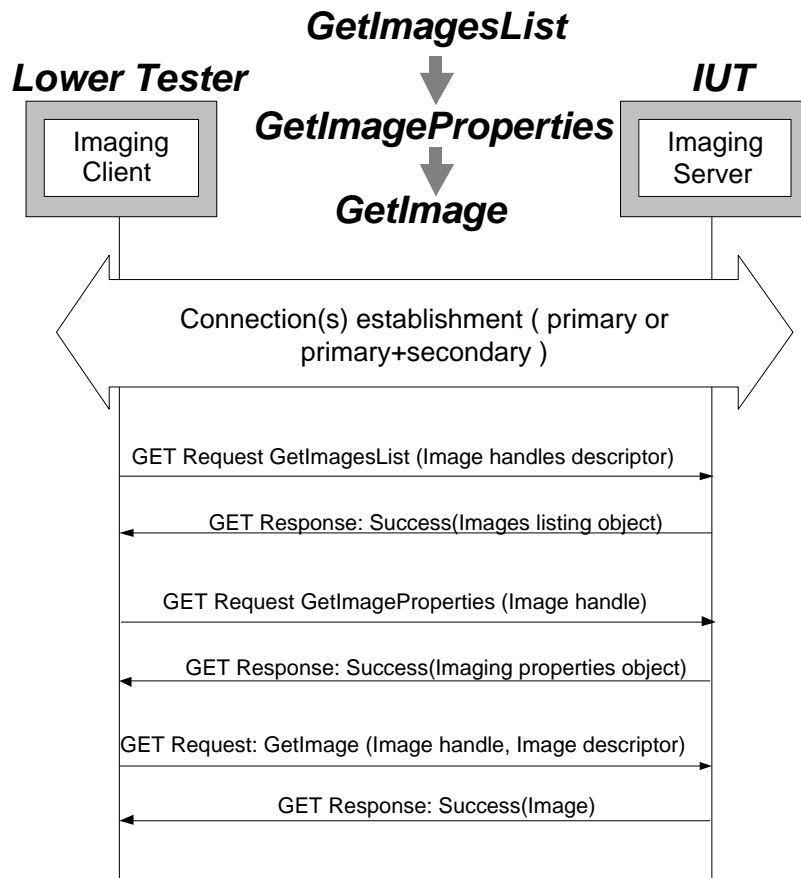 GetImagesList
Lower Tester
IUT
GetImageProperties
Imaging
Client
Imaging
Server
GetImage
Connection(s) establishment ( primary or
primary+secondary )
GET Request GetImagesList (Image handles descriptor)
GET Response: Success(Images listing object)
GET Request GetImageProperties (Image handle)
GET Response: Success(Imaging properties object)
GET Request: GetImage (Image handle, Image descriptor)
GET Response: Success(Image)